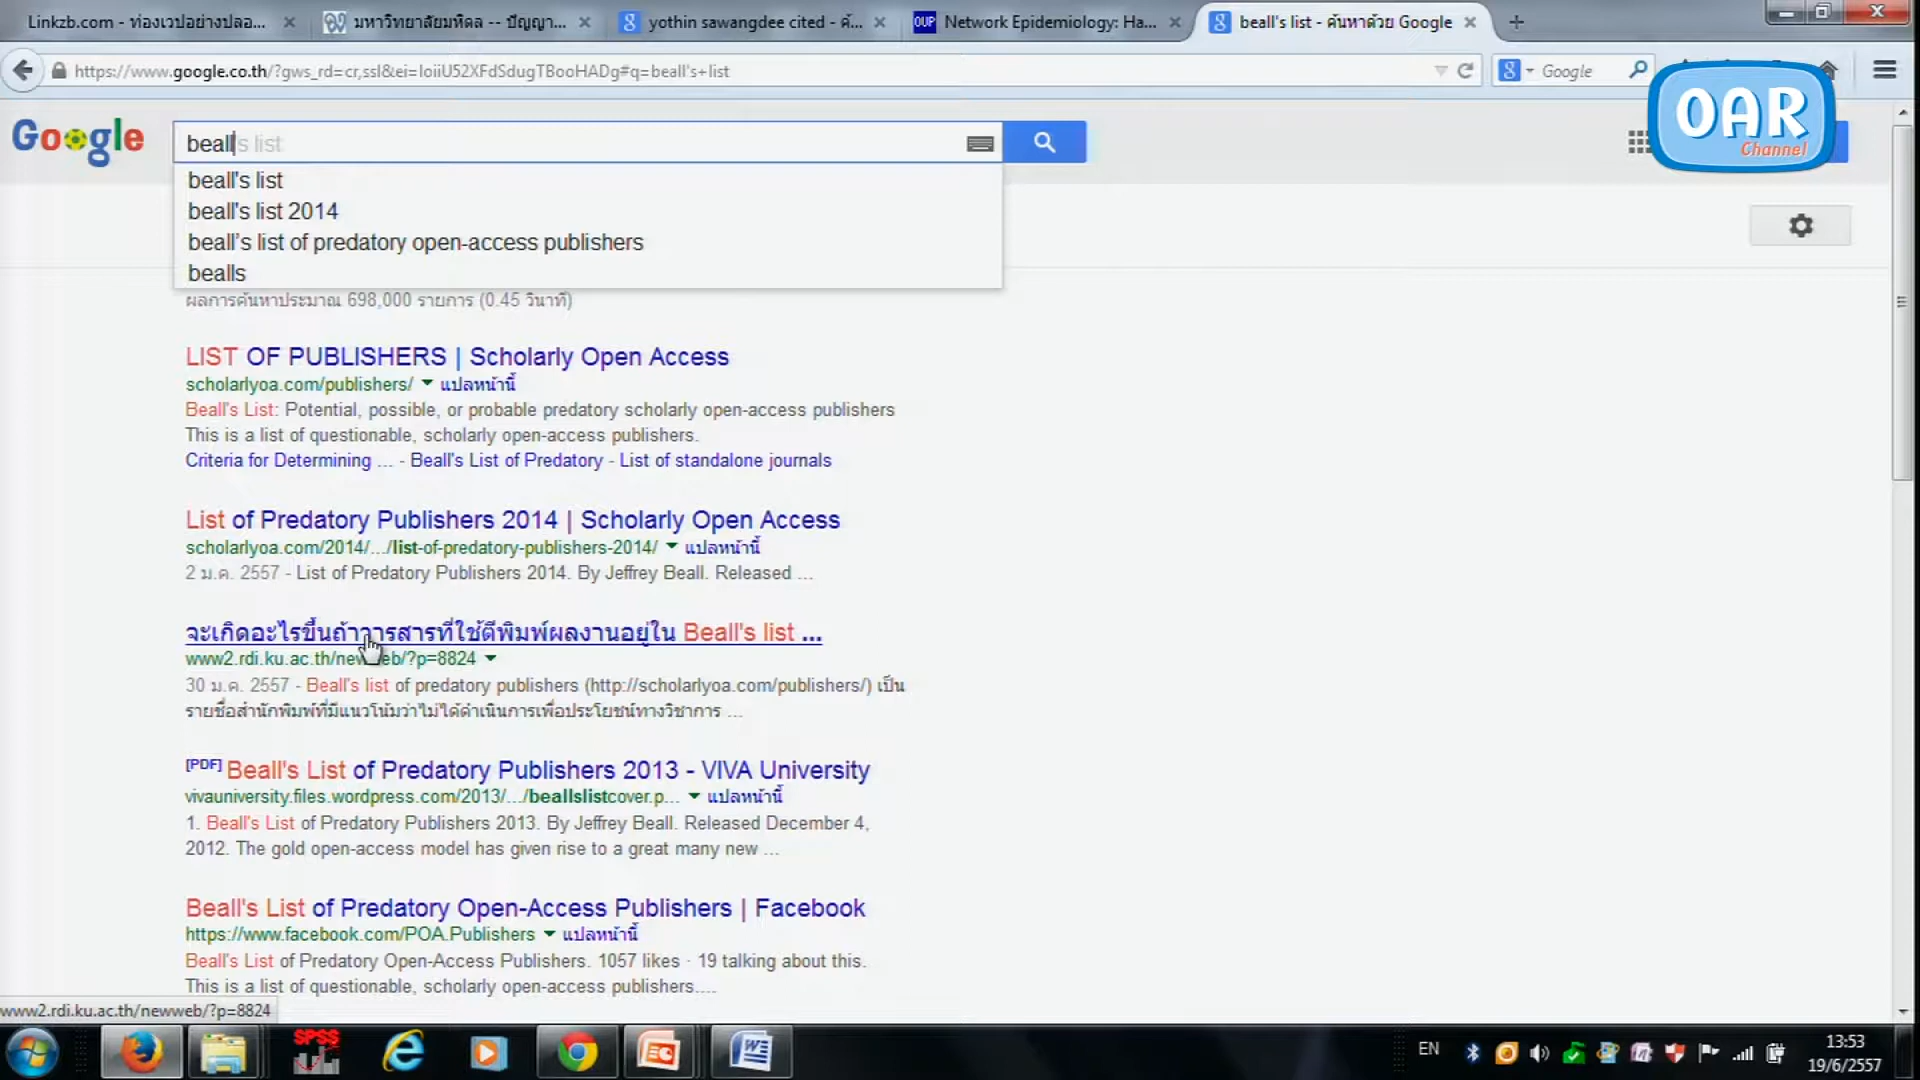 Linkzb.com - ท่องเวปอย่างปลอ...
มหาวิทยาลัยมหิดล -- ปัญญา...
yothin sawangdee cited - ค้...
OUP Network Epidemiology: Ha...
beall's list - ค้นหาด้วย Google
https://www.google.co.th/?gws_rd=cr,ssl&ei=IoiiU52XFdSdugTBooHADg#q=beall's+list
Google
OAR
Channel
Google
beall's list
beall's list
beall's list 2014
beall's list of predatory open-access publishers
bealls
ผลการค้นหาประมาณ 698,000 รายการ (0.45 วินาที)
LIST OF PUBLISHERS | Scholarly Open Access
scholarlyoa.com/publishers/ แปลหน้านี้
Beall's List: Potential, possible, or probable predatory scholarly open-access publishers
This is a list of questionable, scholarly open-access publishers.
Criteria for Determining ... - Beall's List of Predatory - List of standalone journals
List of Predatory Publishers 2014 | Scholarly Open Access
scholarlyoa.com/2014/.../list-of-predatory-publishers-2014/ แปลหน้านี้
2 ม.ค. 2557 - List of Predatory Publishers 2014. By Jeffrey Beall. Released ...
จะเกิดอะไรขึ้นถ้าวารสารที่ใช้ตีพิมพ์ผลงานอยู่ใน Beall's list ...
www2.rdi.ku.ac.th/newweb/?p=8824
30 ม.ค. 2557 - Beall's list of predatory publishers (http://scholarlyoa.com/publishers/) เป็น
รายชื่อสำนักพิมพ์ที่มีแนวโน้มว่าไม่ได้ดำเนินการเพื่อประโยชน์ทางวิชาการ ...
[PDF] Beall's List of Predatory Publishers 2013 - VIVA University
vivauniversity.files.wordpress.com/2013/.../beallslistcover.p... แปลหน้านี้
1. Beall's List of Predatory Publishers 2013. By Jeffrey Beall. Released December 4,
2012. The gold open-access model has given rise to a great many new ...
Beall's List of Predatory Open-Access Publishers | Facebook
https://www.facebook.com/POA.Publishers แปลหน้านี้
Beall's List of Predatory Open-Access Publishers. 1057 likes · 19 talking about this.
This is a list of questionable, scholarly open-access publishers....
www2.rdi.ku.ac.th/newweb/?p=8824
SPSS
EN
13:53
19/6/2557